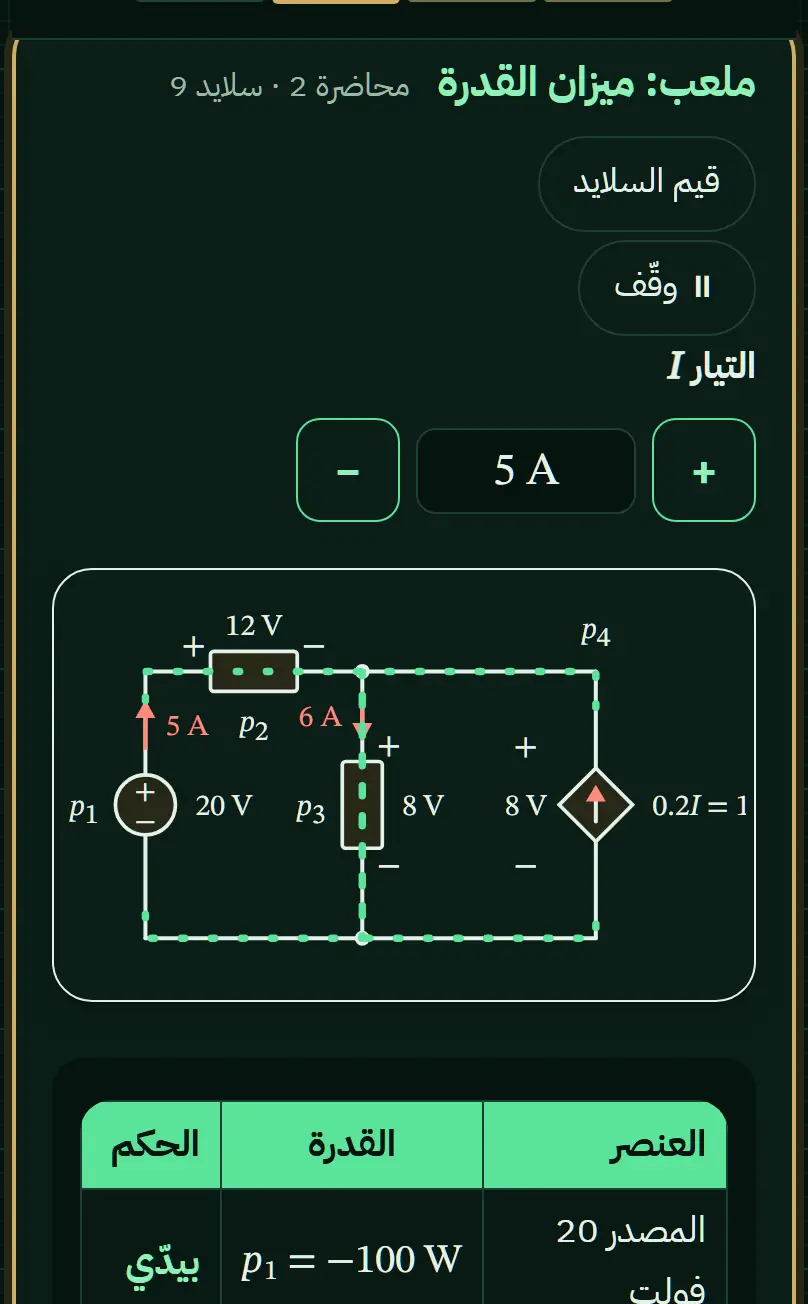 ملعب: ميزان القدرة محاضرة 2 · سلايد 9
قيم السلايد
وقّف
التيار I
+ 5 A −
12 V
+ −
p4
5 A p2 6 A
+ +
p1 + − 20 V p3 8 V 8 V 0.2I = 1
− −
العنصر القدرة الحكم
المصدر 20 فولت p1 = −100 W بيدّي